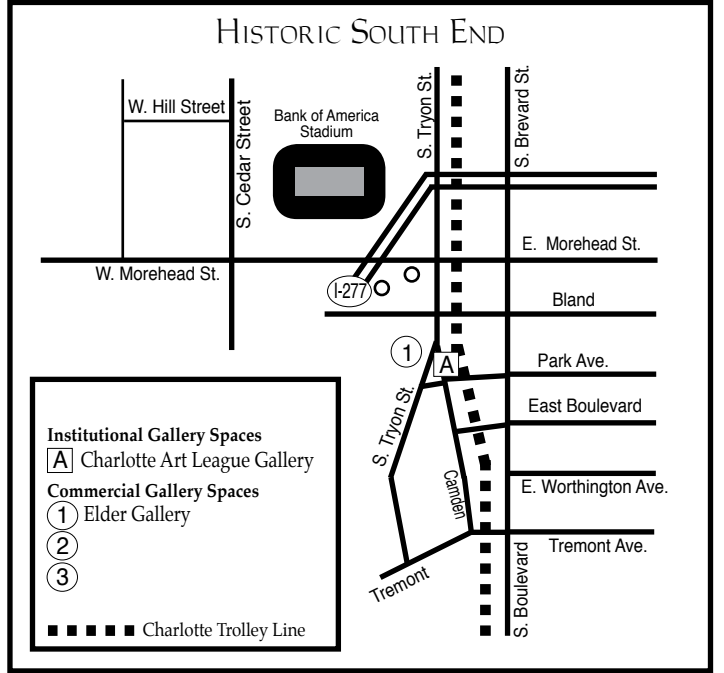 HISTORIC SOUTH END
W. Hill Street
S. Cedar Street
Bank of America
Stadium
S. Tryon St.
S. Brevard St.
E. Morehead St.
W. Morehead St.
I-277
Bland
1
A
Park Ave.
S. Tryon St.
East Boulevard
Camden
E. Worthington Ave.
Tremont Ave.
Tremont
S. Boulevard
Institutional Gallery Spaces
A Charlotte Art League Gallery
Commercial Gallery Spaces
1 Elder Gallery
2
3
Charlotte Trolley Line